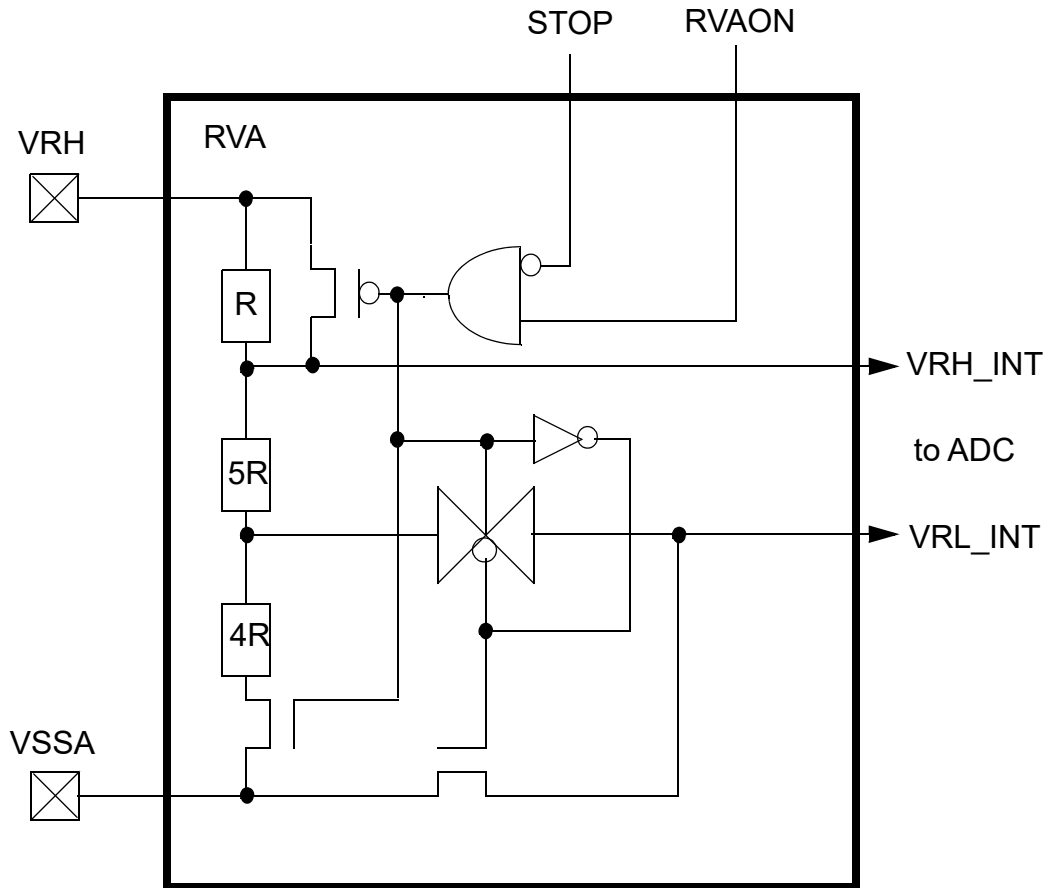 STOP
RVAON
VRH
RVA
R
VRH_INT
5R
to ADC
VRL_INT
4R
VSSA